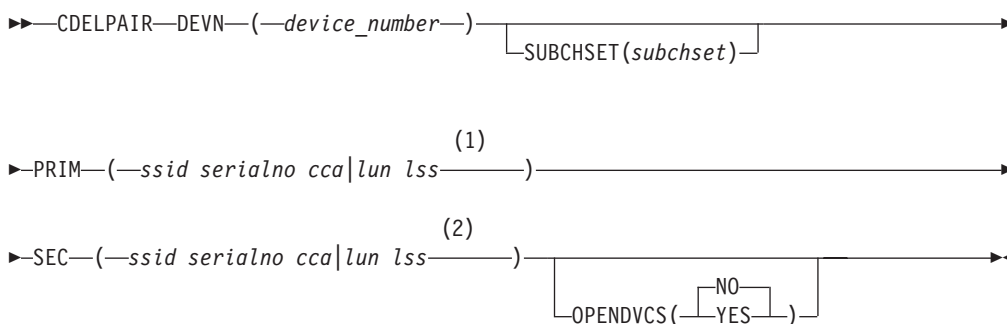 CDELPAIR DEVN ( device_number )
SUBCHSET(subchset)
(1)
PRIM ( ssid serialno cca|lun lss )
(2)
SEC ( ssid serialno cca|lun lss )
NO
OPENDVCS( YES )